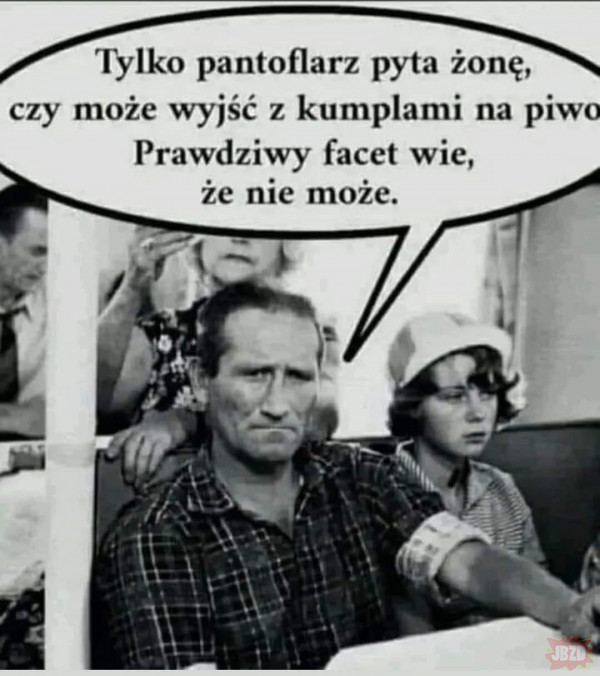 Tylko pantoflarz pyta żonę,
czy może wyjść z kumplami na piwo
Prawdziwy facet wie,
że nie może.
JBZD